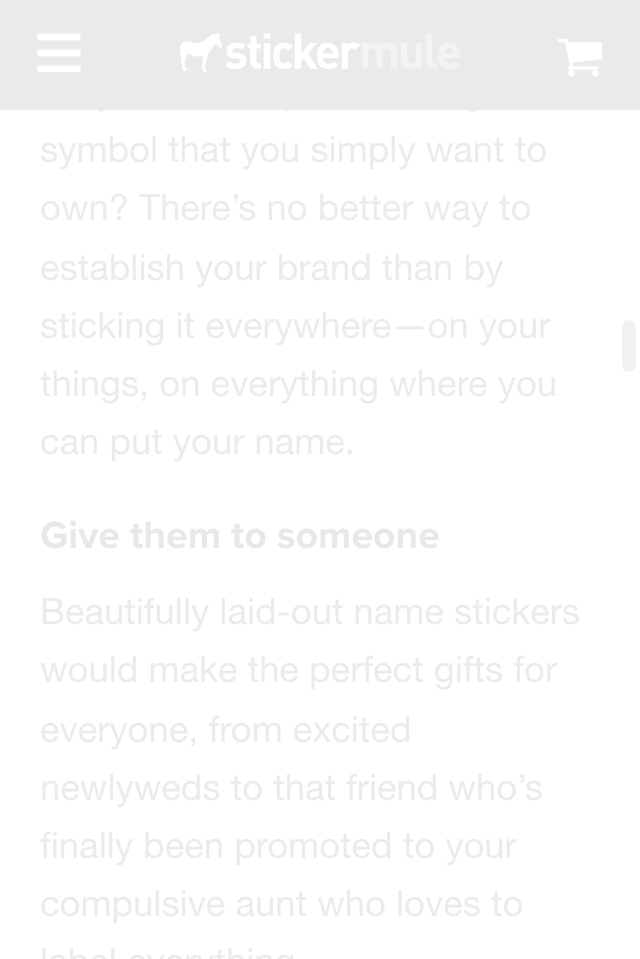 stickermule
symbol that you simply want to
own? There’s no better way to
establish your brand than by
sticking it everywhere—on your
things, on everything where you
can put your name.
Give them to someone
Beautifully laid-out name stickers
would make the perfect gifts for
everyone, from excited
newlyweds to that friend who’s
finally been promoted to your
compulsive aunt who loves to
label everything